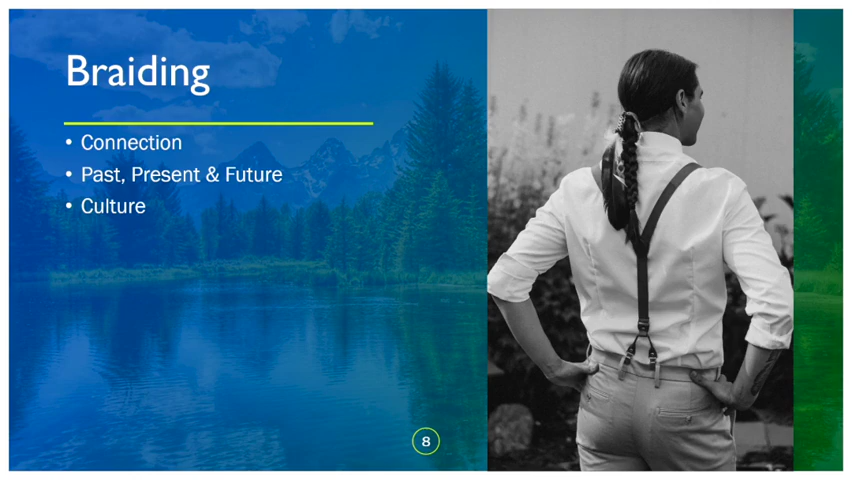 Braiding
• Connection
• Past, Present & Future
• Culture
8